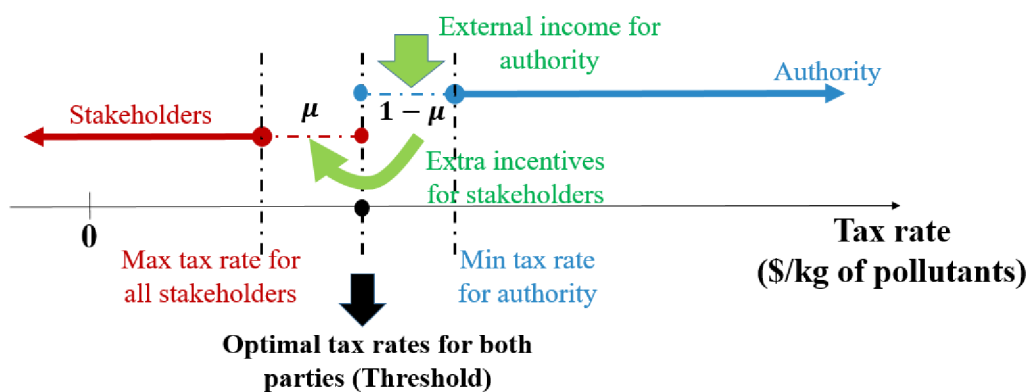 External income for
authority
Authority
Stakeholders
μ
1 − μ
Extra incentives
for stakeholders
0
Tax rate
($/kg of pollutants)
Max tax rate for
all stakeholders
Min tax rate
for authority
Optimal tax rates for both
parties (Threshold)